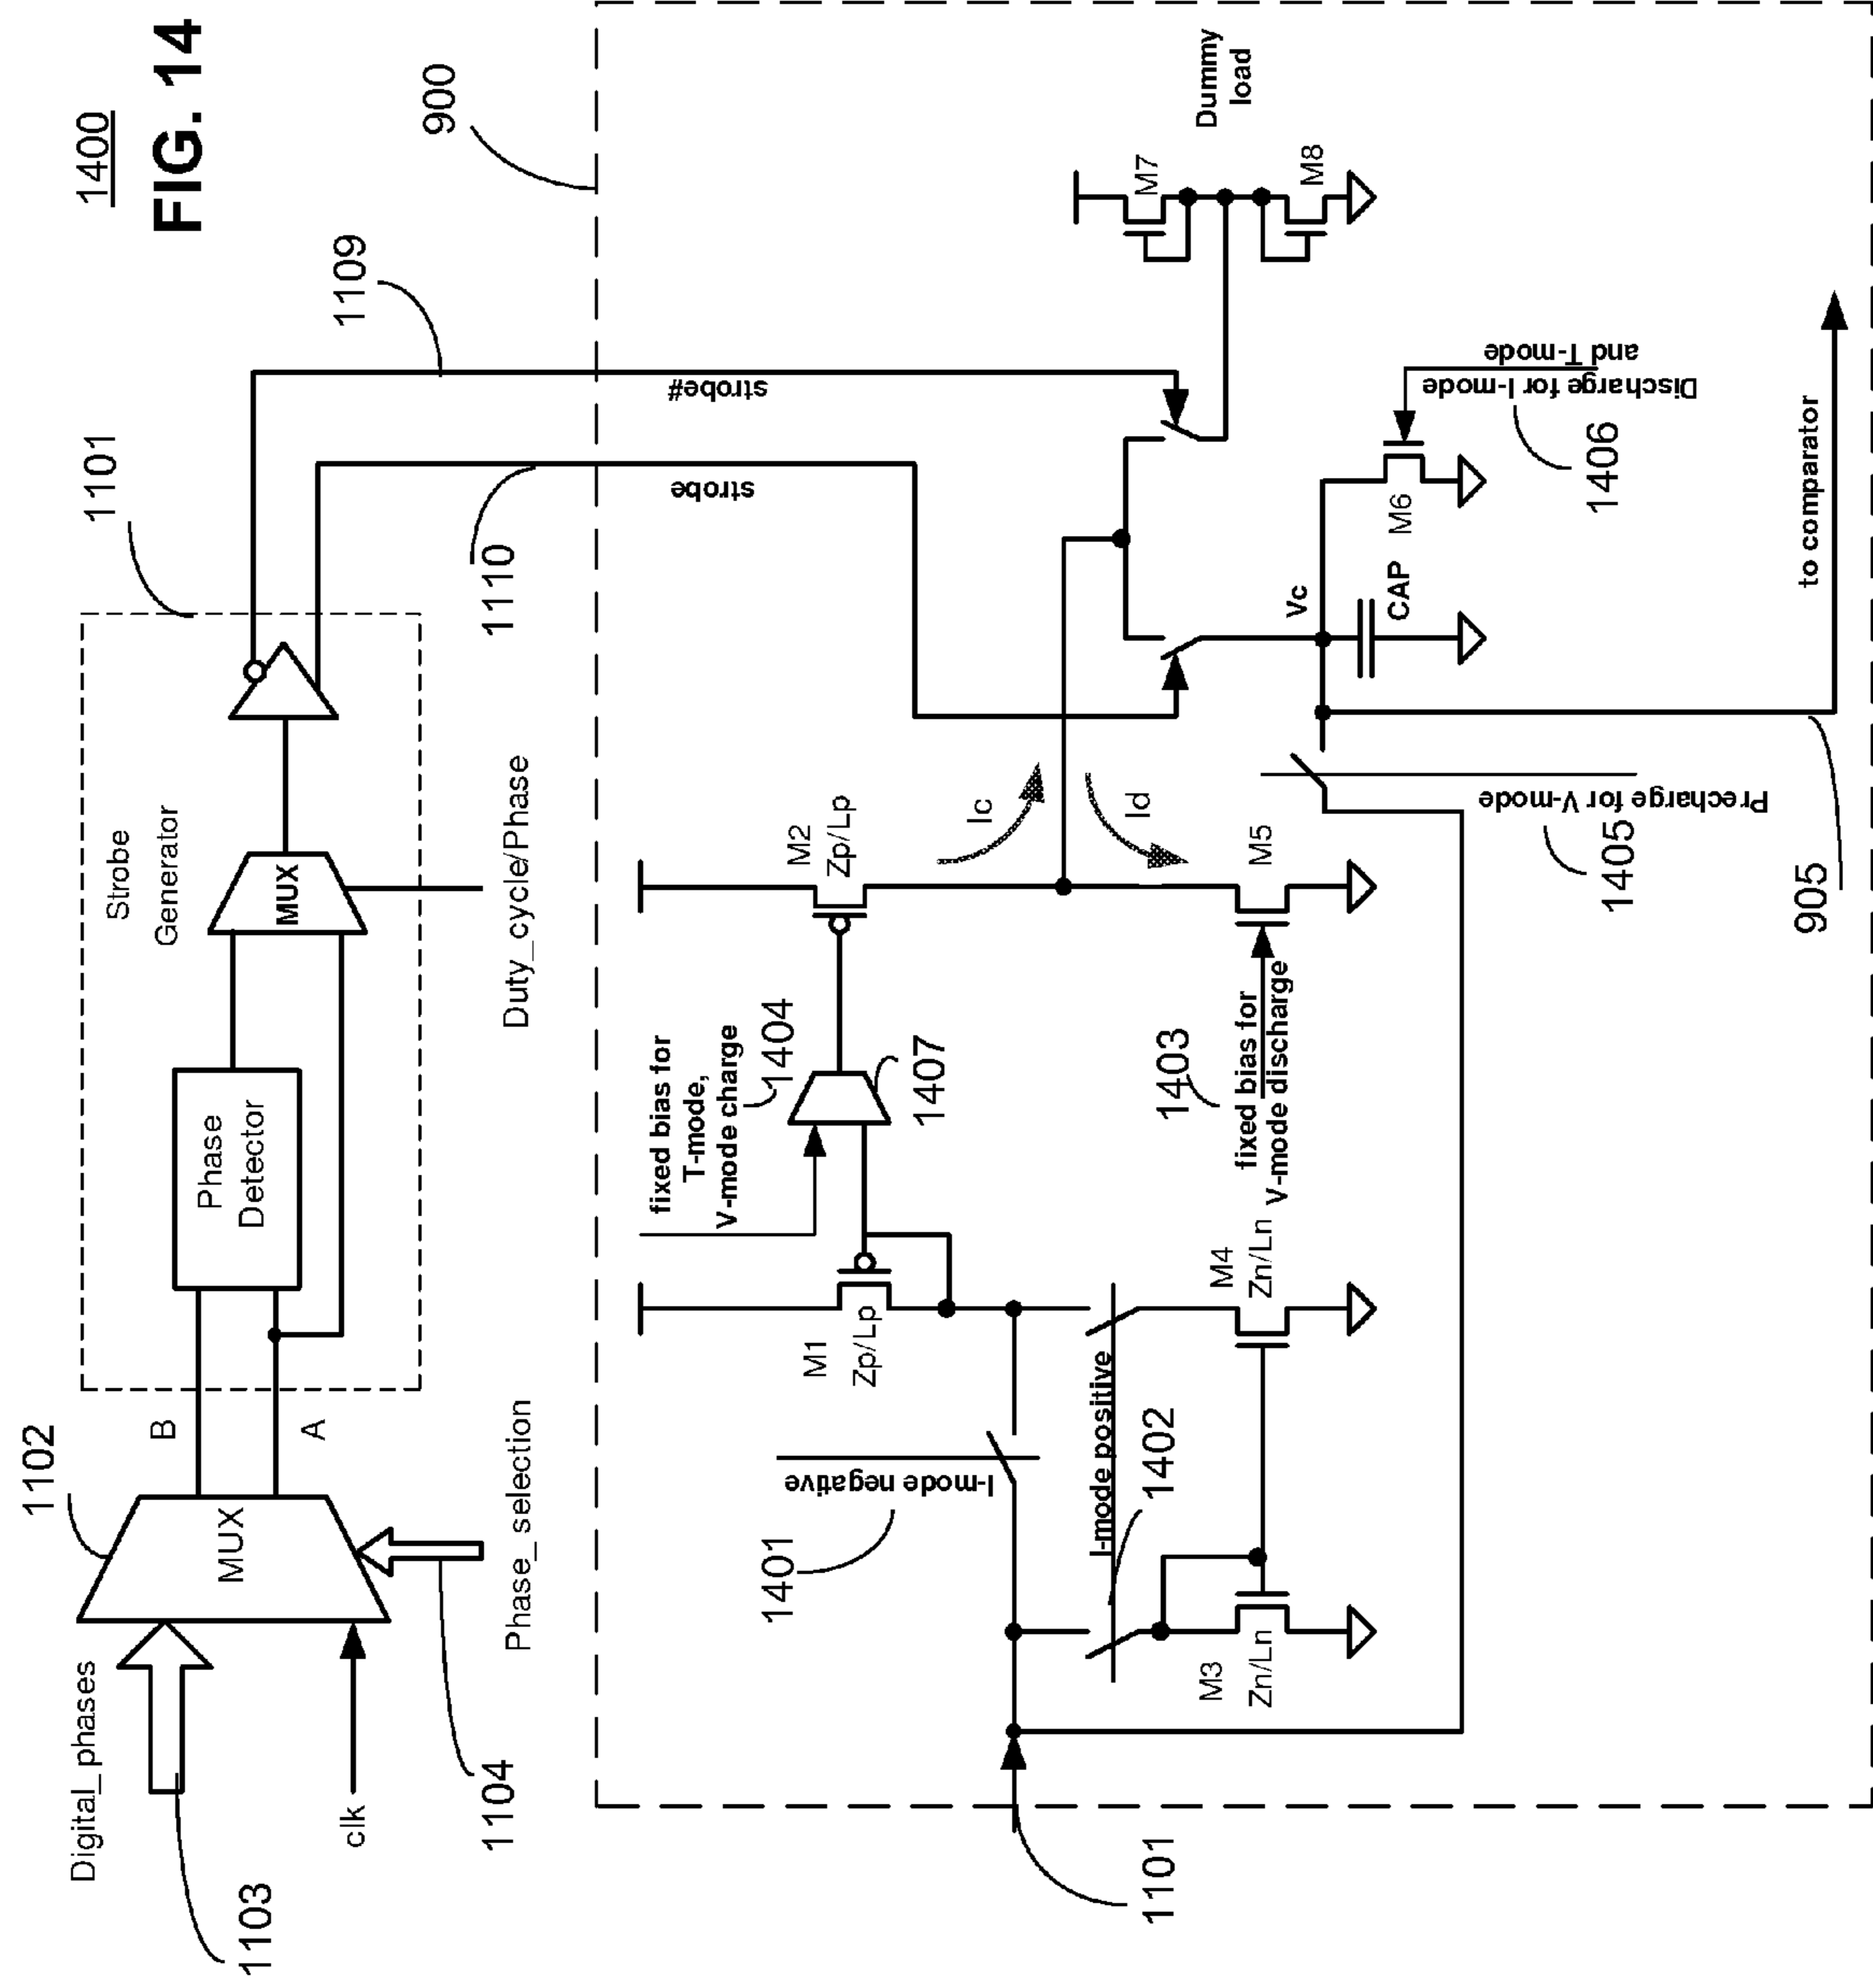 1400
FIG. 14
1102
1101
Digital_phases
1103
clk
MUX
B
A
1104
Phase_selection
Phase
Detector
Strobe
Generator
MUX
Duty_cycle/Phase
1110
1109
900
strobe
strobe#
fixed bias for
T-mode,
V-mode charge
1404
1407
M1
Zp/Lp
M2
Zp/Lp
Ic
Id
I-mode negative
1401
I-mode positive
1402
1101
M3
Zn/Ln
M4
Zn/Ln
1403
fixed bias for
V-mode discharge
M5
Precharge for V-mode
1405
905
Vc
CAP
M6
Discharge for I-mode
and T-mode
1406
M7
M8
Dummy
load
to comparator